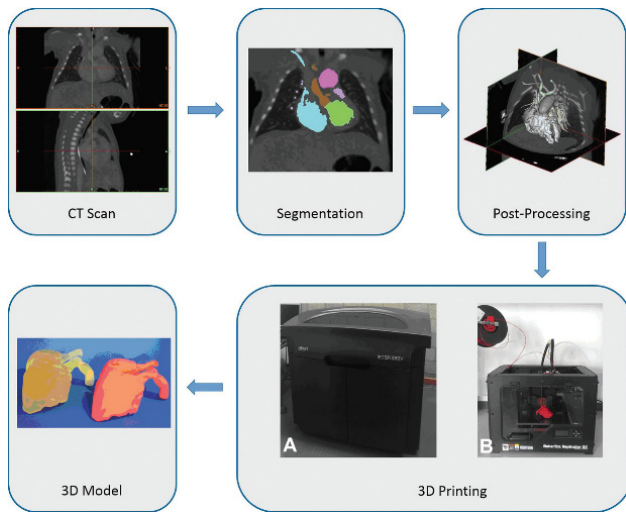 CT Scan
Segmentation
Post-Processing
A
B
3D Printing
3D Model